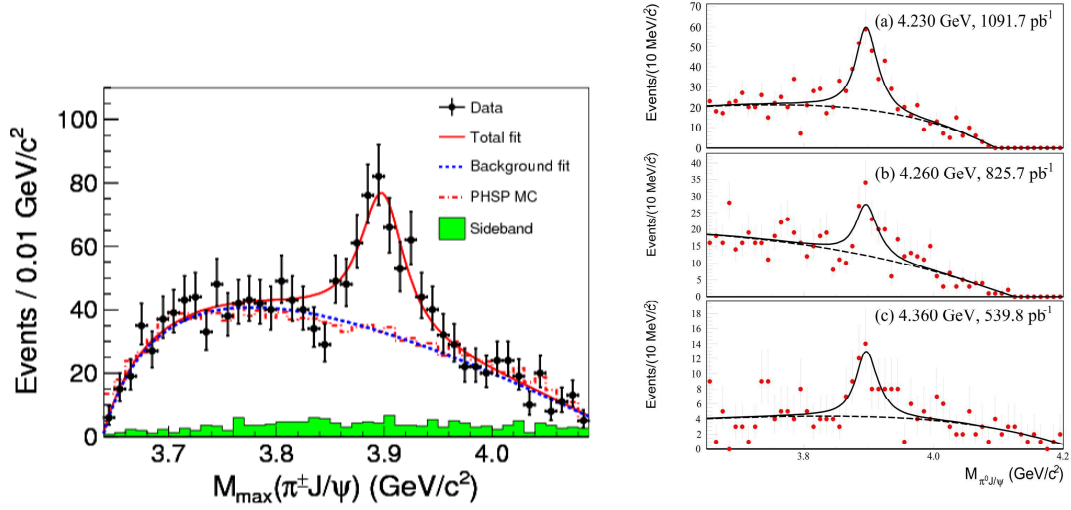 Events / 0.01 GeV/c²
100
80
60
40
20
0
Data
Total fit
Background fit
PHSP MC
Sideband
3.7 3.8 3.9 4.0
M_max(π±J/ψ) (GeV/c²)
Events/(10 MeV/c²)
70
60
50
40
30
20
10
0
(a) 4.230 GeV, 1091.7 pb⁻¹
Events/(10 MeV/c²)
40
35
30
25
20
15
10
5
0
(b) 4.260 GeV, 825.7 pb⁻¹
Events/(10 MeV/c²)
18
16
14
12
10
8
6
4
2
0
(c) 4.360 GeV, 539.8 pb⁻¹
3.8 4.0 4.2
M_π⁰J/ψ (GeV/c²)